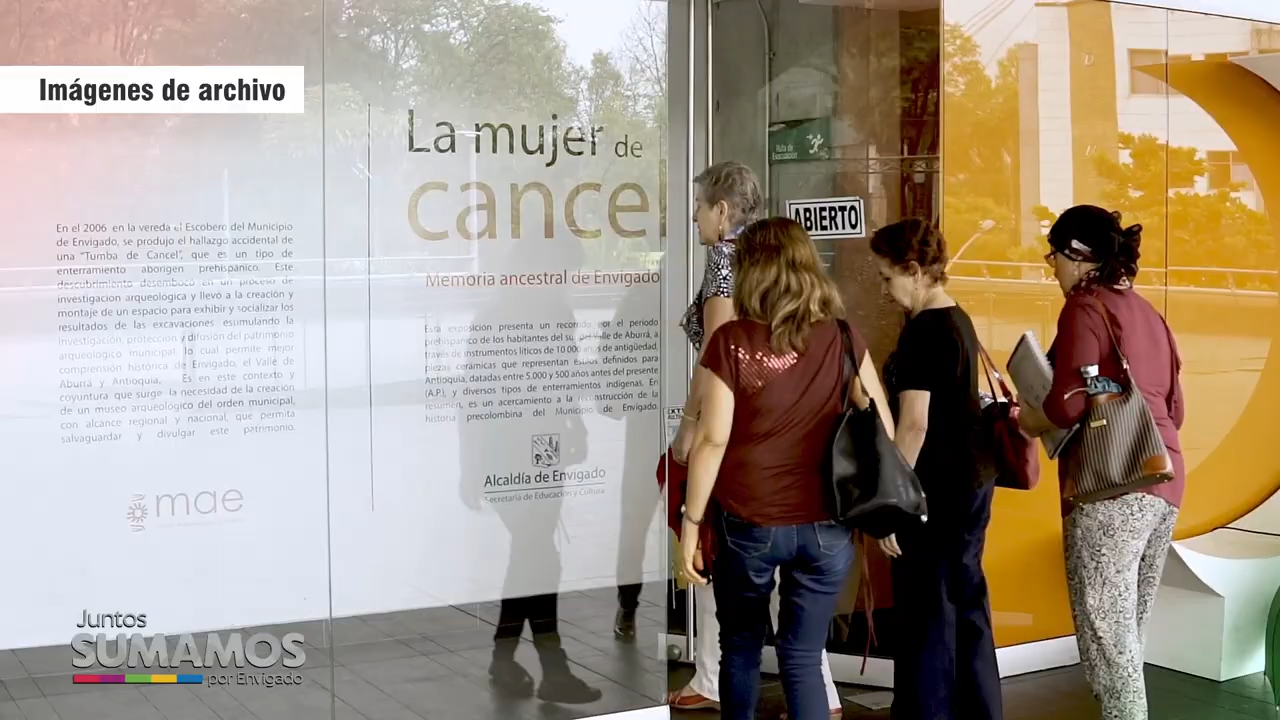 Imágenes de archivo
La mujer de
cancel
Memoria ancestral de Envigado
En el 2006 en la vereda el Escobero del Municipio
de Envigado, se produjo el hallazgo accidental de
una "Tumba de Cancel", que es un tipo de
enterramiento aborigen prehispánico. Este
descubrimiento desembocó en un proceso de
investigación arqueológica y llevó a la creación y
montaje de un espacio para exhibir y socializar los
resultados de las excavaciones estimulando la
investigación, protección y difusión del patrimonio
arqueológico municipal, lo cual permite mejor
comprensión histórica de Envigado, el Valle de
Aburrá y Antioquia. Es en este contexto y
coyuntura que surge la necesidad de la creación
de un museo arqueológico del orden municipal,
con alcance regional y nacional, que permita
salvaguardar y divulgar este patrimonio.
mae
Esta exposición presenta un recorrido por el periodo
prehispánico de los habitantes del sur del Valle de Aburrá, a
través de instrumentos líticos de 10.000 años de antigüedad,
piezas cerámicas que representan estilos definidos para
Antioquia, datadas entre 5.000 y 500 años antes del presente
(A.P.), y diversos tipos de enterramientos indígenas. En
resumen, es un acercamiento a la reconstrucción de la
historia precolombina del Municipio de Envigado.
Alcaldía de Envigado
Secretaría de Educación y Cultura
Ruta de
Evacuación
ABIERTO
Juntos
SUMAMOS
por Envigado